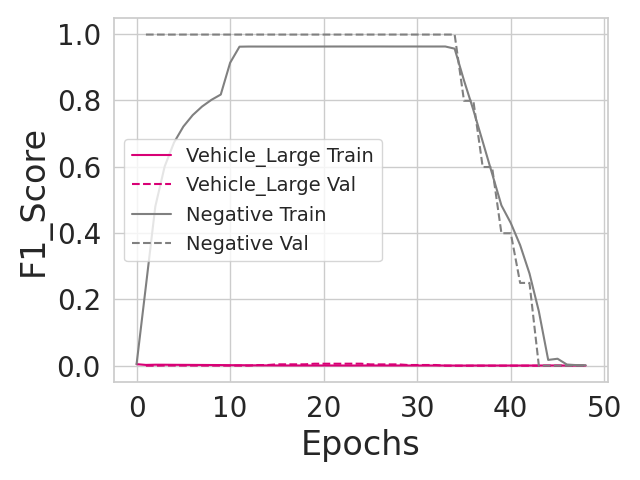 1.0
0.8
0.6
0.4
0.2
0.0
F1_Score
Vehicle_Large Train
Vehicle_Large Val
Negative Train
Negative Val
0 10 20 30 40 50
Epochs